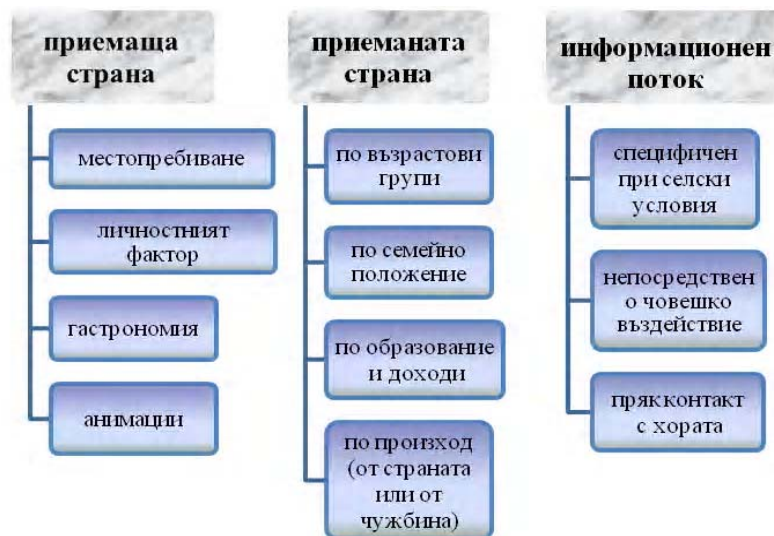 приемаща
страна
местопребиване
личностният
фактор
гастрономия
анимации
приеманата
страна
по възрастови
групи
по семейно
положение
по образование
и доходи
по произход
(от страната
или от
чужбина)
информационен
поток
специфичен
при селски
условия
непосредствен
о човешко
въздействие
пряк контакт
с хората